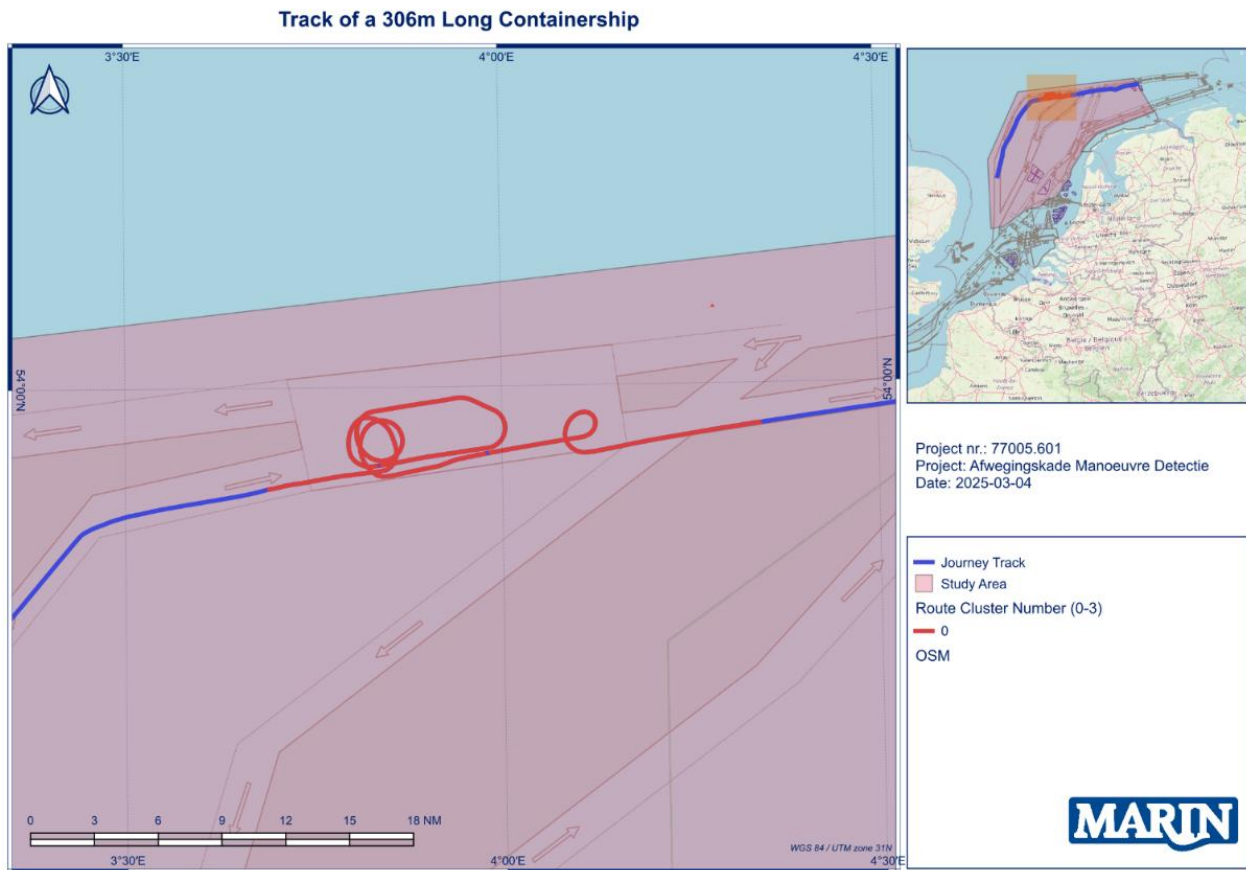 Track of a 306m Long Containership
3°30'E
4°00'E
4°30'E
54°00'N
54°00'N
0
3
6
9
12
15
18 NM
WGS 84 / UTM zone 31N
3°30'E
4°00'E
4°30'E
Project nr.: 77005.601
Project: Afwegingskade Manoeuvre Detectie
Date: 2025-03-04
Journey Track
Study Area
Route Cluster Number (0-3)
0
OSM
MARIN